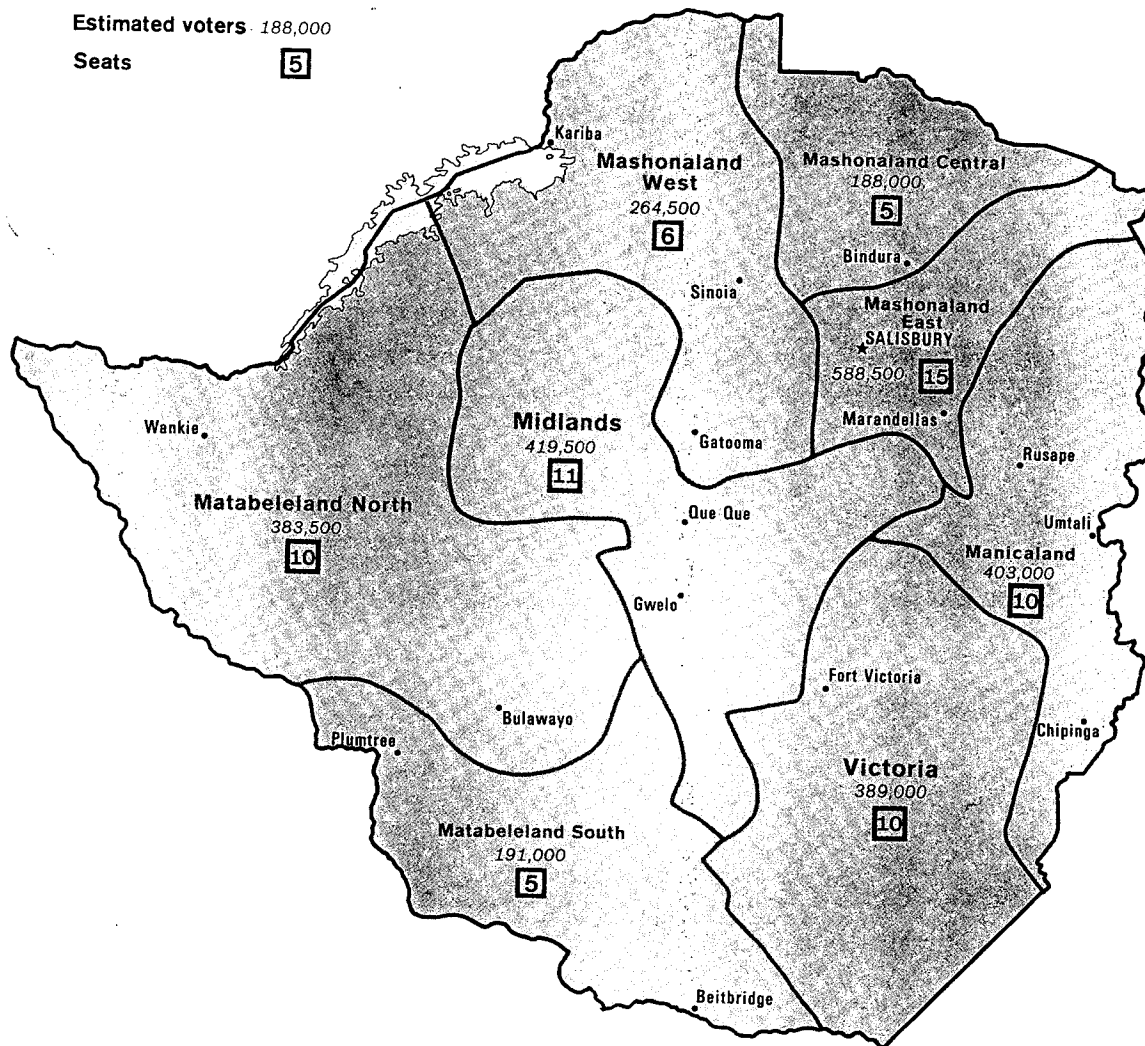 Estimated voters 188,000
Seats 5
Kariba
Mashonaland
West
264,500
6
Mashonaland Central
188,000
5
Bindura
Sinoia
Mashonaland
East
SALISBURY
588,500 15
Marandellas
Wankie
Midlands
419,500
11
Gatooma
Rusape
Matabeleland North
383,500
10
Que Que
Umtali
Manicaland
403,000
10
Gwelo
Fort Victoria
Bulawayo
Chipinga
Plumtree
Victoria
389,000
10
Matabeleland South
191,000
5
Beitbridge